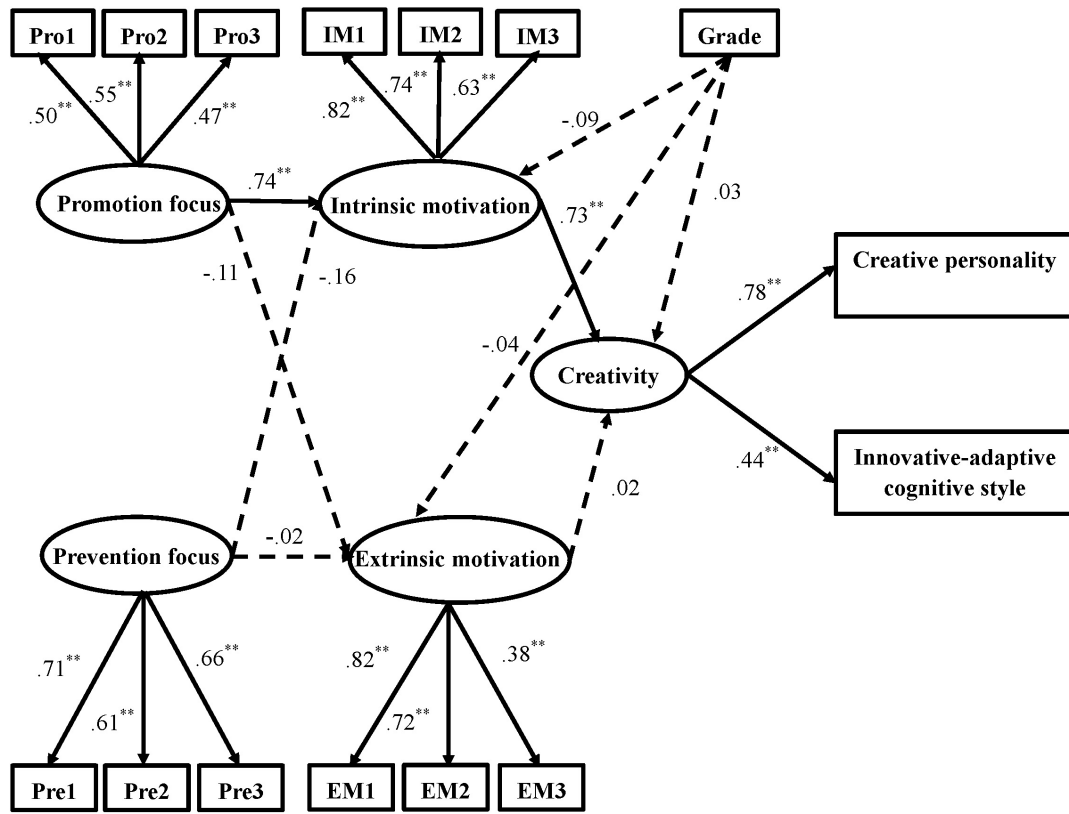 Pro1
Pro2
Pro3
IM1
IM2
IM3
Grade
.50**
.55**
.47**
.82**
.74**
.63**
-.09
.03
Promotion focus
.74**
Intrinsic motivation
.73**
-.11
-.16
-.04
Creative personality
.78**
Creativity
.44**
Innovative-adaptive
cognitive style
.02
Prevention focus
-.02
Extrinsic motivation
.71**
.61**
.66**
.82**
.72**
.38**
Pre1
Pre2
Pre3
EM1
EM2
EM3